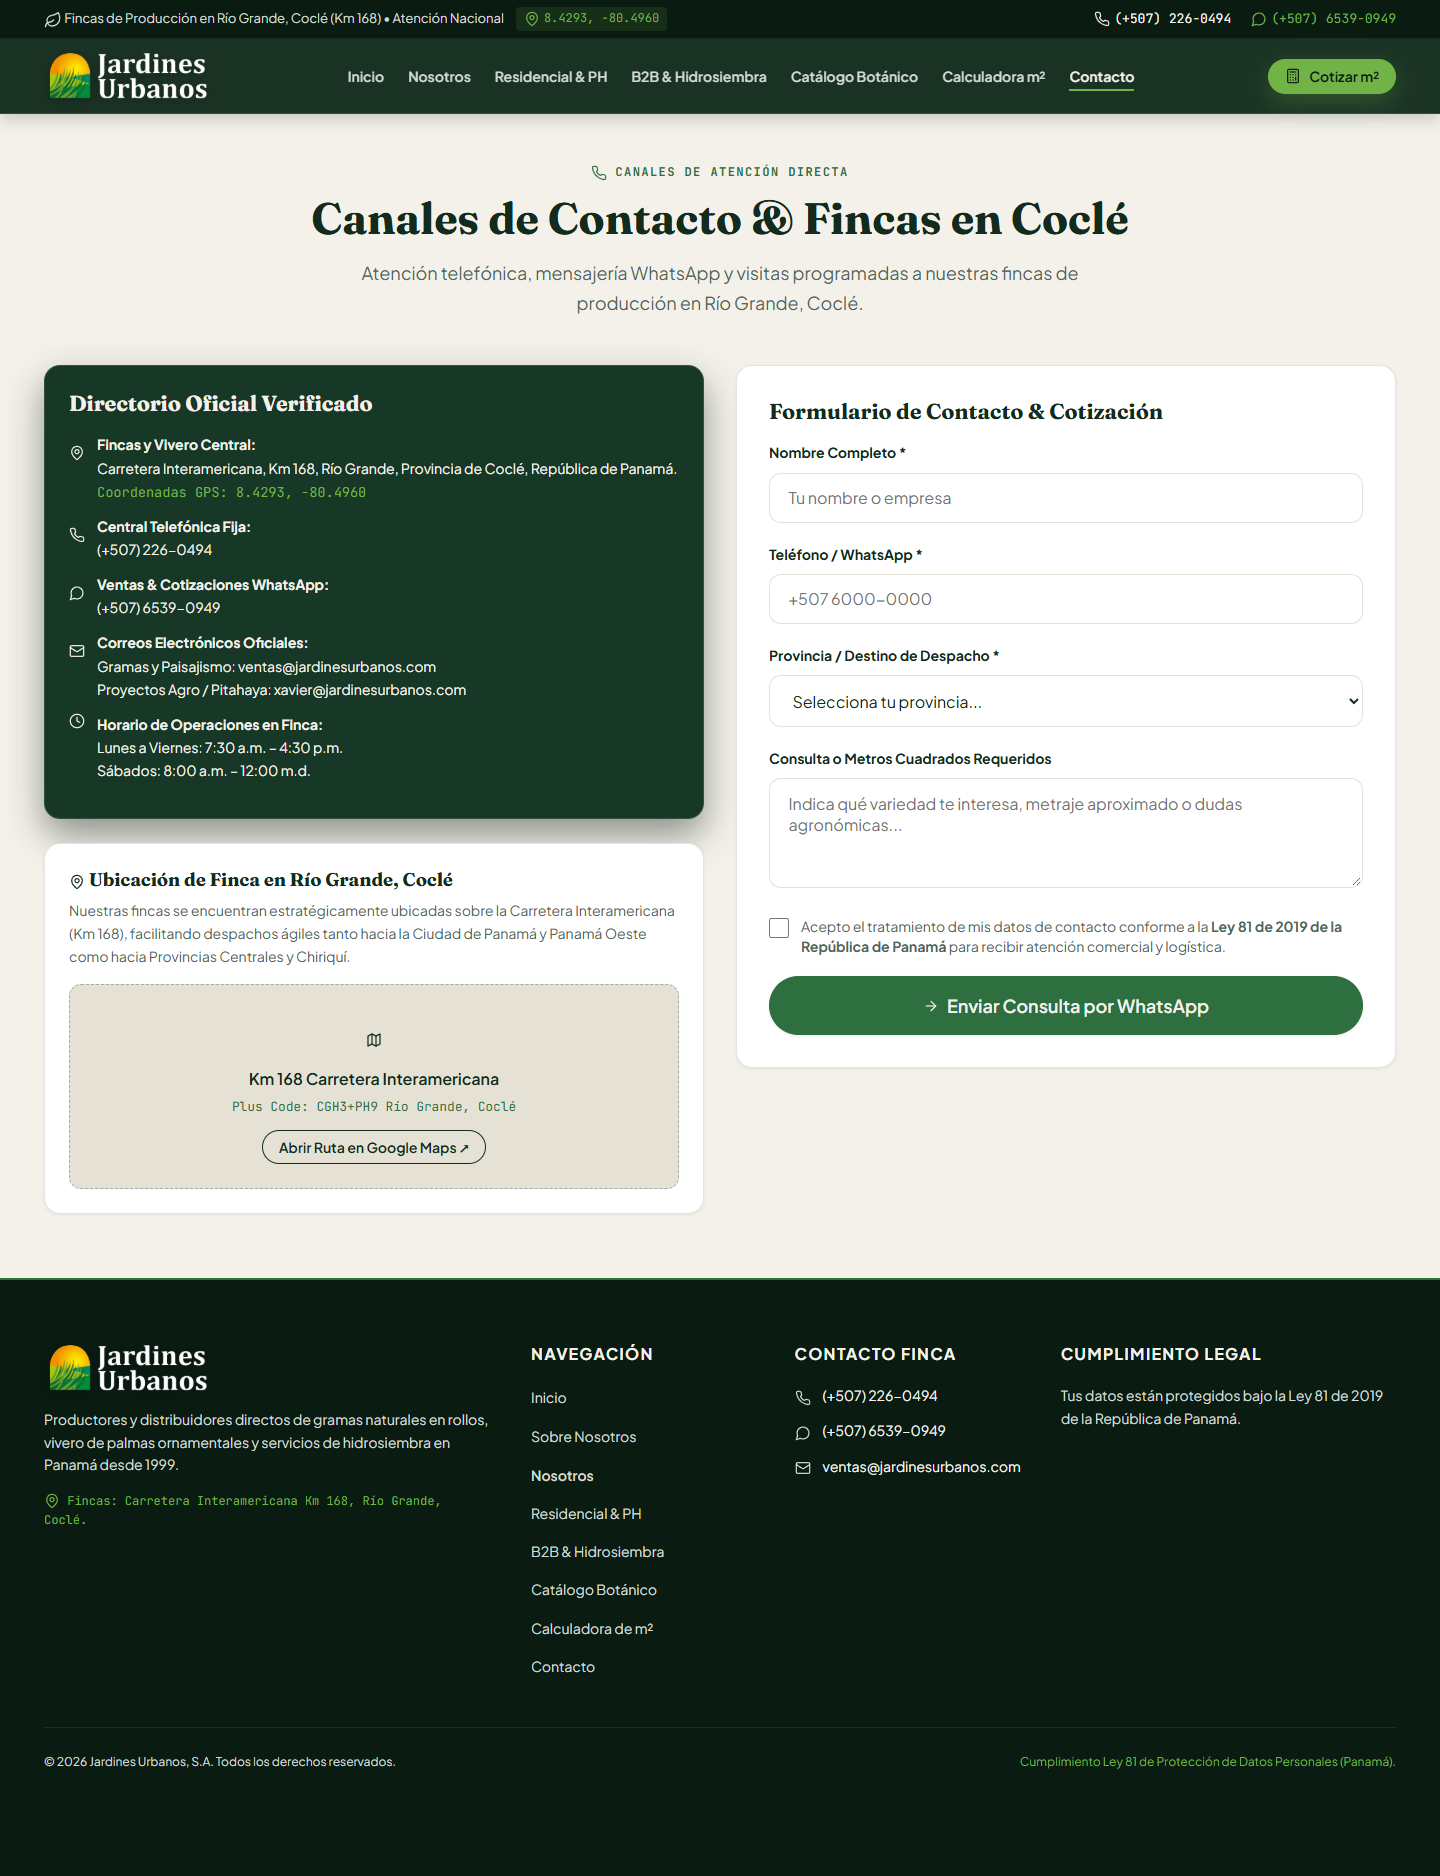 Fincas de Producción en Río Grande, Coclé (Km 168) • Atención Nacional
8.4293, -80.4960
(+507) 226-0494
(+507) 6539-0949
Jardines
Urbanos
Inicio
Nosotros
Residencial & PH
B2B & Hidrosiembra
Catálogo Botánico
Calculadora m²
Contacto
Cotizar m²
CANALES DE ATENCIÓN DIRECTA
Canales de Contacto & Fincas en Coclé
Atención telefónica, mensajería WhatsApp y visitas programadas a nuestras fincas de
producción en Río Grande, Coclé.
Directorio Oficial Verificado
Fincas y Vivero Central:
Carretera Interamericana, Km 168, Río Grande, Provincia de Coclé, República de Panamá.
Coordenadas GPS: 8.4293, -80.4960
Central Telefónica Fija:
(+507) 226-0494
Ventas & Cotizaciones WhatsApp:
(+507) 6539-0949
Correos Electrónicos Oficiales:
Gramas y Paisajismo: ventas@jardinesurbanos.com
Proyectos Agro / Pitahaya: xavier@jardinesurbanos.com
Horario de Operaciones en Finca:
Lunes a Viernes: 7:30 a.m. – 4:30 p.m.
Sábados: 8:00 a.m. – 12:00 m.d.
Ubicación de Finca en Río Grande, Coclé
Nuestras fincas se encuentran estratégicamente ubicadas sobre la Carretera Interamericana
(Km 168), facilitando despachos ágiles tanto hacia la Ciudad de Panamá y Panamá Oeste
como hacia Provincias Centrales y Chiriquí.
Km 168 Carretera Interamericana
Plus Code: CGH3+PH9 Río Grande, Coclé
Abrir Ruta en Google Maps ↗
Formulario de Contacto & Cotización
Nombre Completo *
Tu nombre o empresa
Teléfono / WhatsApp *
+507 6000-0000
Provincia / Destino de Despacho *
Selecciona tu provincia...
Consulta o Metros Cuadrados Requeridos
Indica qué variedad te interesa, metraje aproximado o dudas
agronómicas...
Acepto el tratamiento de mis datos de contacto conforme a la Ley 81 de 2019 de la
República de Panamá para recibir atención comercial y logística.
→ Enviar Consulta por WhatsApp
Jardines
Urbanos
Productores y distribuidores directos de gramas naturales en rollos,
vivero de palmas ornamentales y servicios de hidrosiembra en
Panamá desde 1999.
Fincas: Carretera Interamericana Km 168, Río Grande,
Coclé.
NAVEGACIÓN
Inicio
Sobre Nosotros
Nosotros
Residencial & PH
B2B & Hidrosiembra
Catálogo Botánico
Calculadora de m²
Contacto
CONTACTO FINCA
(+507) 226-0494
(+507) 6539-0949
ventas@jardinesurbanos.com
CUMPLIMIENTO LEGAL
Tus datos están protegidos bajo la Ley 81 de 2019
de la República de Panamá.
© 2026 Jardines Urbanos, S.A. Todos los derechos reservados.
Cumplimiento Ley 81 de Protección de Datos Personales (Panamá).